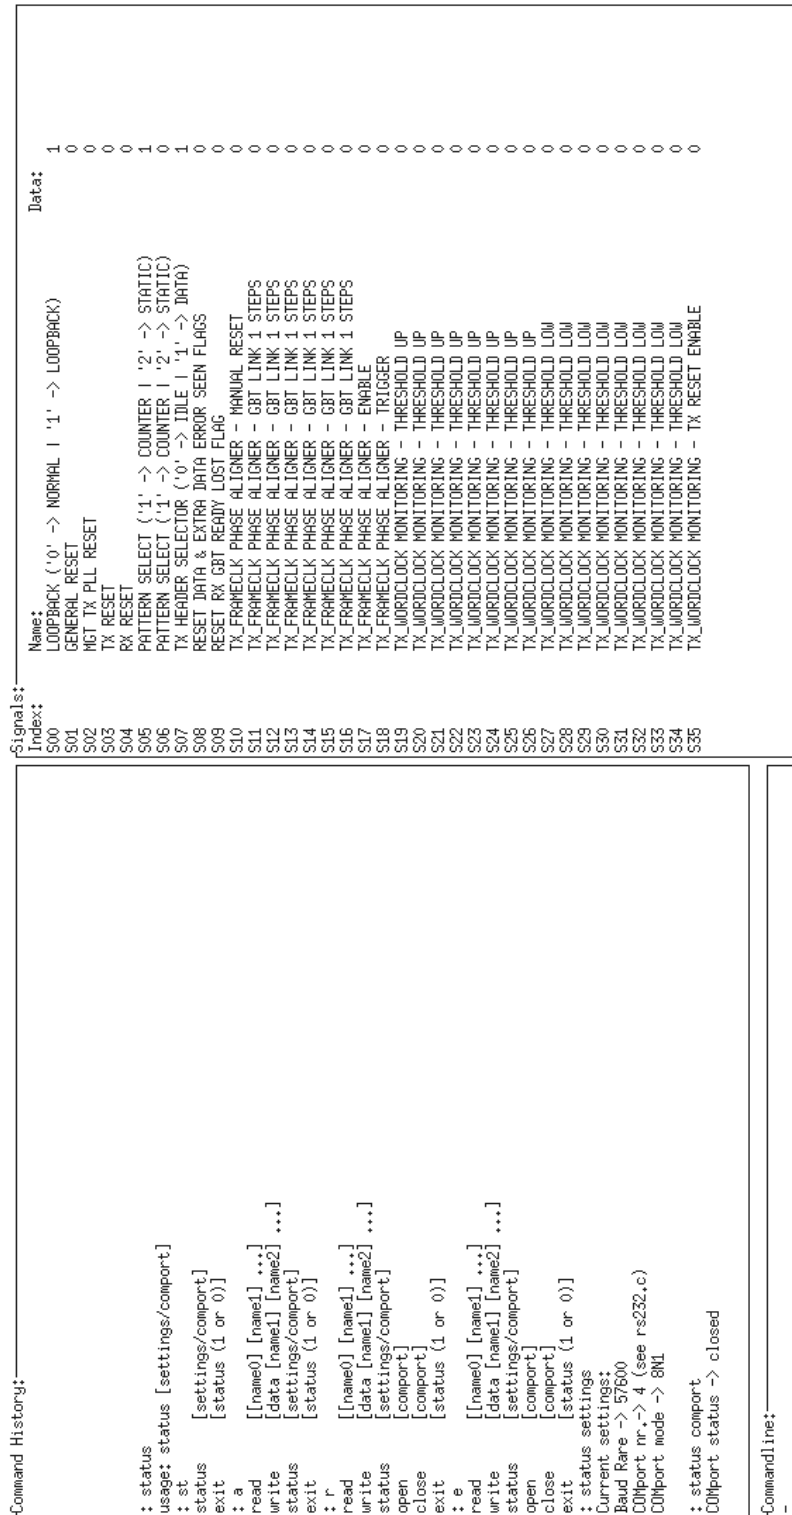 Command History:
: status
usage: status [settings/comport]
: st
status [settings/comport]
exit [status (1 or 0)]
: a
read [[name0] [name1] ...]
write [data [name1] [name2] ...]
status [settings/comport]
exit [status (1 or 0)]
: r
read [[name0] [name1] ...]
write [data [name1] [name2] ...]
status [settings/comport]
open [comport]
close [comport]
exit [status (1 or 0)]
: e
read [[name0] [name1] ...]
write [data [name1] [name2] ...]
status [settings/comport]
open [comport]
close [comport]
exit [status (1 or 0)]
: status settings
Current settings:
Baud Rare -> 57600
COMport nr.-> 4 (see rs232.c)
COMport mode -> 8N1
: status comport
COMport status -> closed
Commandline:
_
Signals:
Index: Name: Data:
S00 LOOPBACK ('0' -> NORMAL | '1' -> LOOPBACK) 1
S01 GENERAL RESET 0
S02 MGT TX PLL RESET 0
S03 TX RESET 0
S04 RX RESET 0
S05 PATTERN SELECT ('1' -> COUNTER | '2' -> STATIC) 1
S06 PATTERN SELECT ('1' -> COUNTER | '2' -> STATIC) 0
S07 TX HEADER SELECTOR ('0' -> IDLE | '1' -> DATA) 1
S08 RESET DATA & EXTRA DATA ERROR SEEN FLAGS 0
S09 RESET RX GBT READY LOST FLAG 0
S10 TX_FRAMECLK PHASE ALIGNER - MANUAL RESET 0
S11 TX_FRAMECLK PHASE ALIGNER - GBT LINK 1 STEPS 0
S12 TX_FRAMECLK PHASE ALIGNER - GBT LINK 1 STEPS 0
S13 TX_FRAMECLK PHASE ALIGNER - GBT LINK 1 STEPS 0
S14 TX_FRAMECLK PHASE ALIGNER - GBT LINK 1 STEPS 0
S15 TX_FRAMECLK PHASE ALIGNER - GBT LINK 1 STEPS 0
S16 TX_FRAMECLK PHASE ALIGNER - GBT LINK 1 STEPS 0
S17 TX_FRAMECLK PHASE ALIGNER - ENABLE 0
S18 TX_FRAMECLK PHASE ALIGNER - TRIGGER 0
S19 TX_WORDCLOCK MONITORING - THRESHOLD UP 0
S20 TX_WORDCLOCK MONITORING - THRESHOLD UP 0
S21 TX_WORDCLOCK MONITORING - THRESHOLD UP 0
S22 TX_WORDCLOCK MONITORING - THRESHOLD UP 0
S23 TX_WORDCLOCK MONITORING - THRESHOLD UP 0
S24 TX_WORDCLOCK MONITORING - THRESHOLD UP 0
S25 TX_WORDCLOCK MONITORING - THRESHOLD UP 0
S26 TX_WORDCLOCK MONITORING - THRESHOLD UP 0
S27 TX_WORDCLOCK MONITORING - THRESHOLD LOW 0
S28 TX_WORDCLOCK MONITORING - THRESHOLD LOW 0
S29 TX_WORDCLOCK MONITORING - THRESHOLD LOW 0
S30 TX_WORDCLOCK MONITORING - THRESHOLD LOW 0
S31 TX_WORDCLOCK MONITORING - THRESHOLD LOW 0
S32 TX_WORDCLOCK MONITORING - THRESHOLD LOW 0
S33 TX_WORDCLOCK MONITORING - THRESHOLD LOW 0
S34 TX_WORDCLOCK MONITORING - THRESHOLD LOW 0
S35 TX_WORDCLOCK MONITORING - TX RESET ENABLE 0